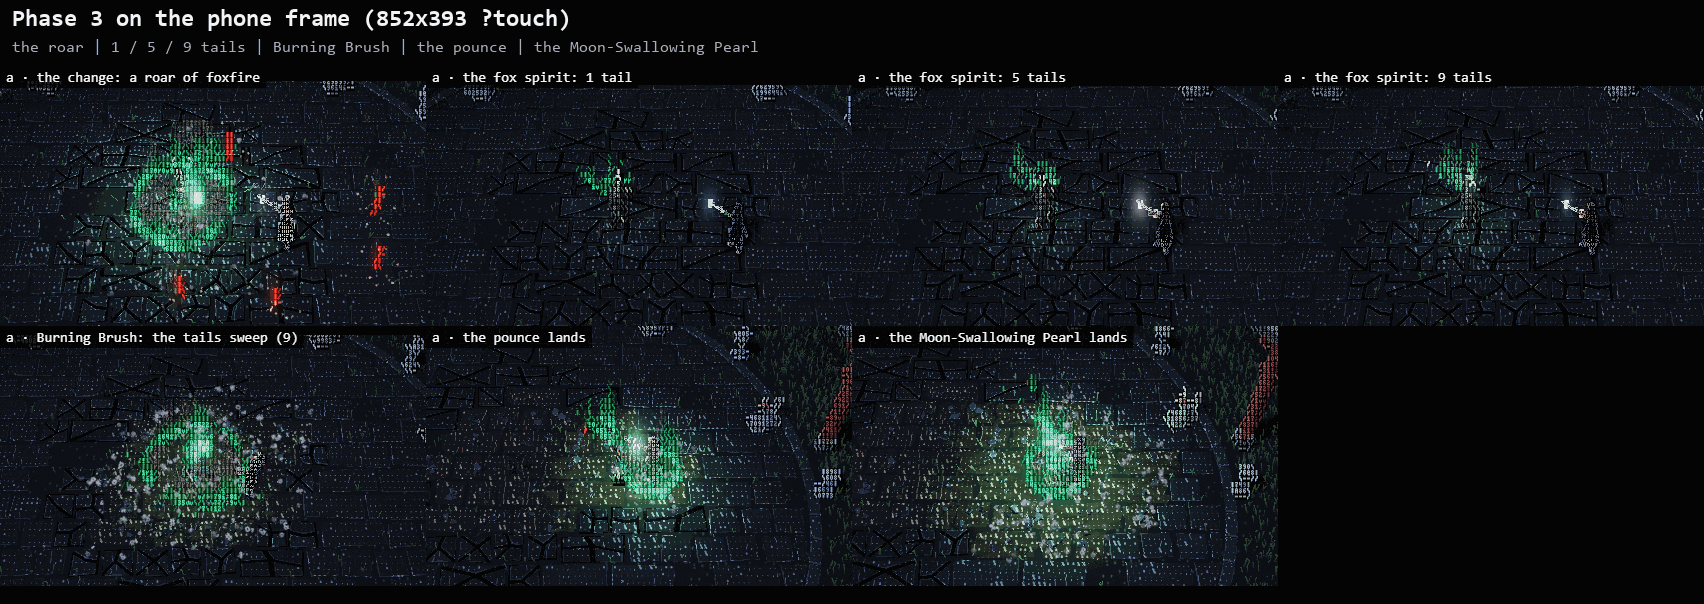 Phase 3 on the phone frame (852x393 ?touch)
the roar | 1 / 5 / 9 tails | Burning Brush | the pounce | the Moon-Swallowing Pearl
a · the change: a roar of foxfire
a · the fox spirit: 1 tail
a · the fox spirit: 5 tails
a · the fox spirit: 9 tails
a · Burning Brush: the tails sweep (9)
a · the pounce lands
a · the Moon-Swallowing Pearl lands